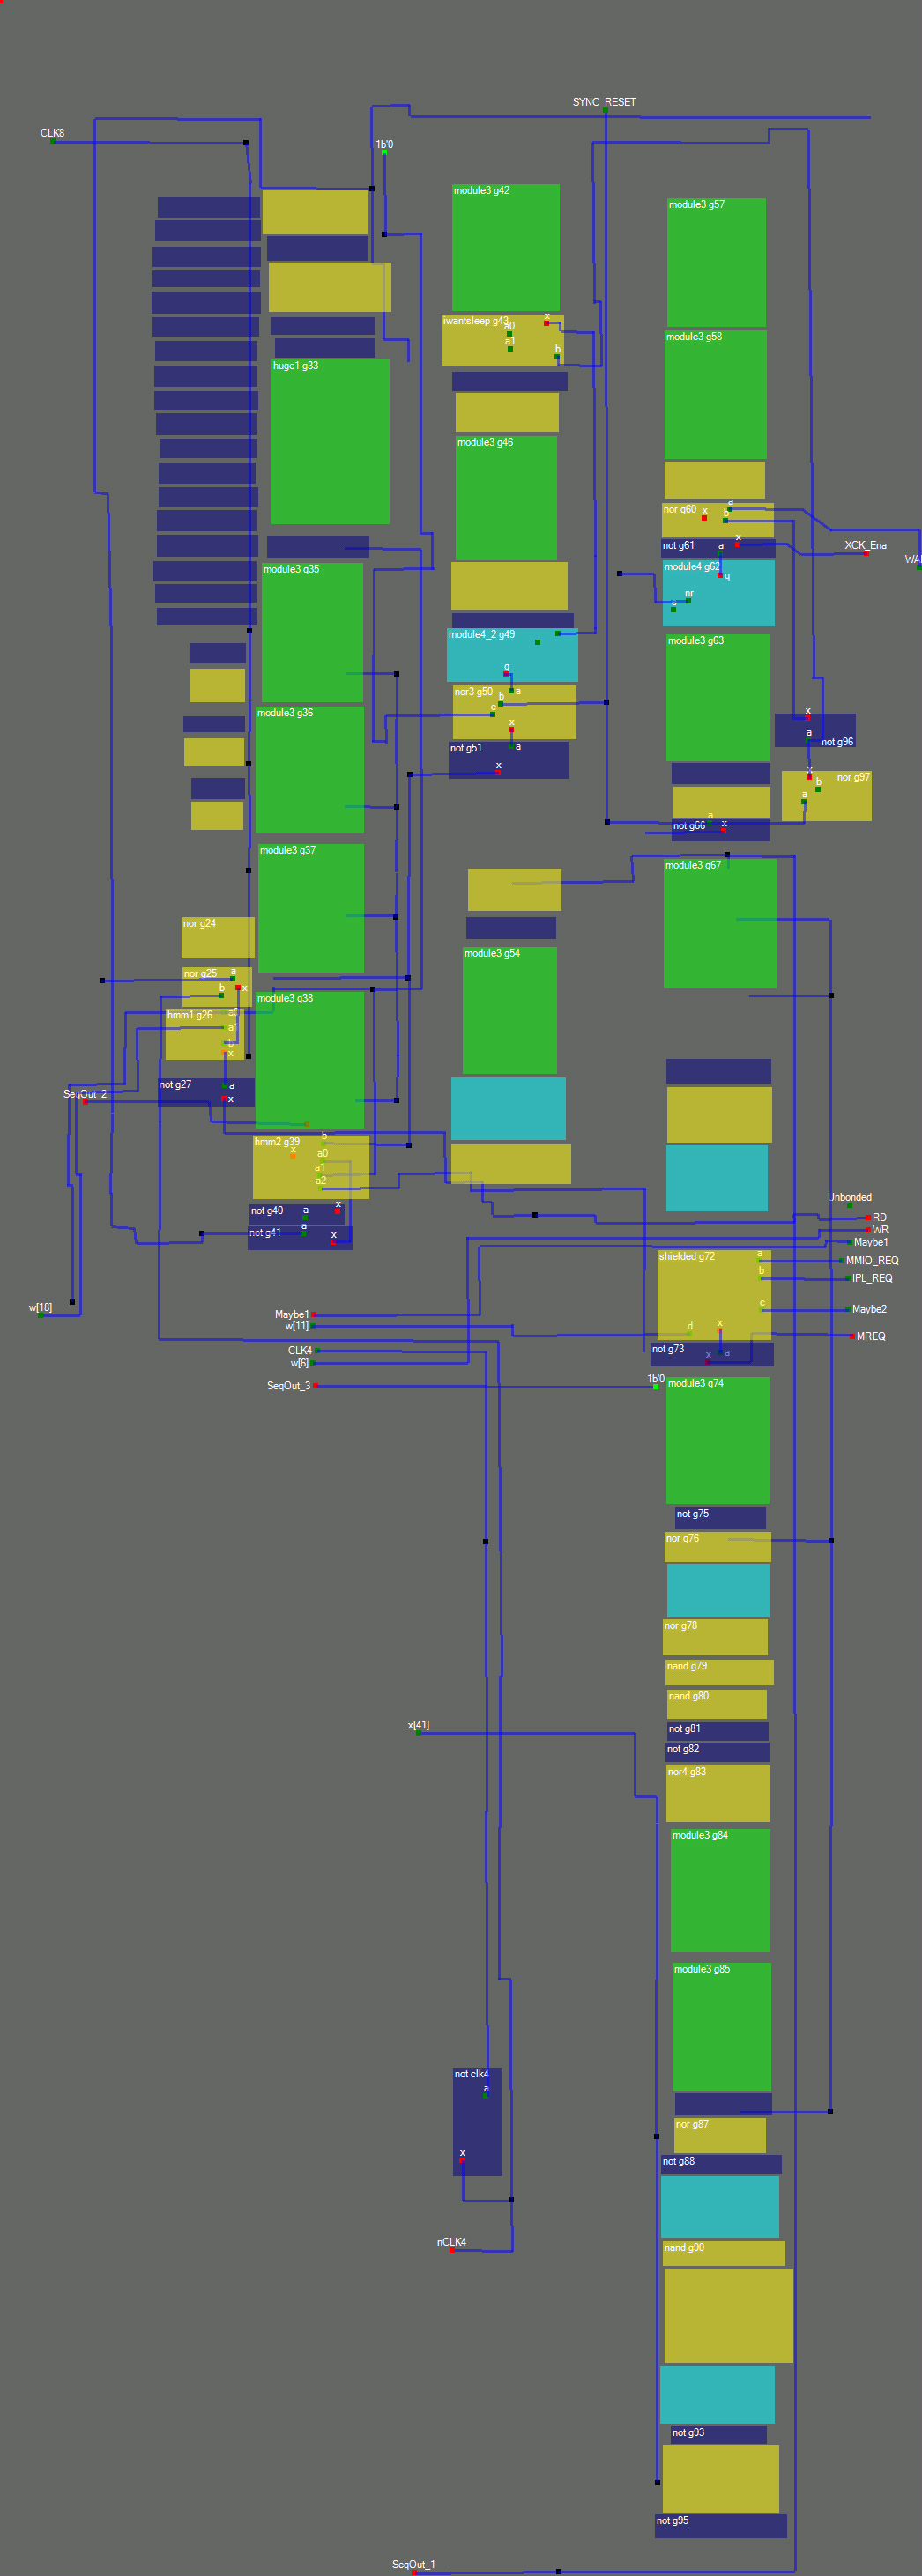 SYNC_RESET
CLK8
1b'0
module3 g42
module3 g57
iwantsleep g43
x
a0
a1
b
module3 g58
huge1 g33
module3 g46
nor g60
x
a
b
not g61
a
x
XCK_Ena
module4 g62
q
nr
module3 g35
module4_2 g49
q
module3 g63
nor3 g50
a
b
c
x
module3 g36
not g51
a
x
x
a
not g96
nor g97
b
a
not g66
a
x
module3 g37
module3 g67
nor g24
module3 g54
nor g25
a
b
x
module3 g38
hmm1 g26
a1
b
x
not g27
a
x
SeqOut_2
hmm2 g39
b
x
a0
a1
a2
not g40
a
x
not g41
a
x
Unbonded
RD
WR
Maybe1
shielded g72
a
b
c
d
x
MMIO_REQ
IPL_REQ
Maybe2
MREQ
w[18]
Maybe1
w[11]
CLK4
w[6]
not g73
x
a
SeqOut_3
1b'0
module3 g74
not g75
nor g76
nor g78
nand g79
nand g80
x[41]
not g81
not g82
nor4 g83
module3 g84
module3 g85
not clk4
a
x
nor g87
not g88
nCLK4
nand g90
not g93
not g95
SeqOut_1